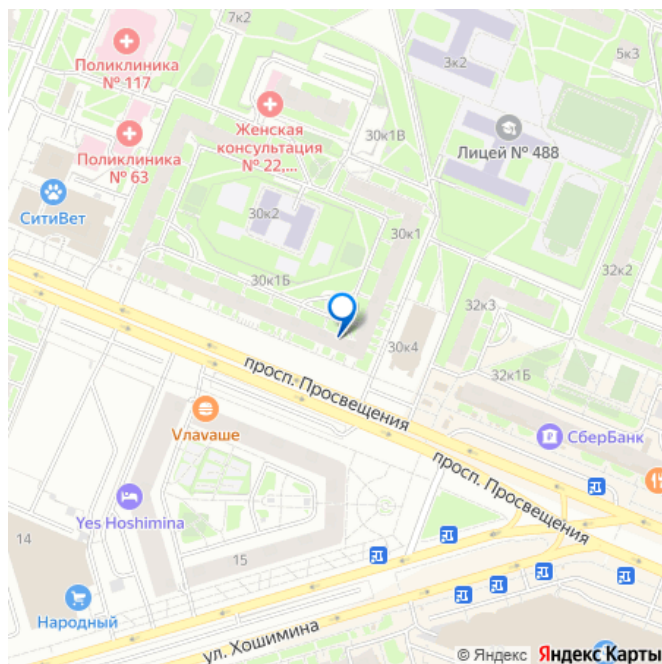 7к2
5к3
Поликлиника
№ 117
3к2
Женская
консультация
№ 22,...
30к1В
Лицей № 488
Поликлиника
№ 63
СитиВет
30к2
30к1
30к1Б
32к2
32к3
30к4
просп. Просвещения
32к1Б
Vлаvаше
СберБанк
просп. Просвещения
Yes Hoshimina
14
15
Народный
ул. Хошимина
© Яндекс Яндекс Карты